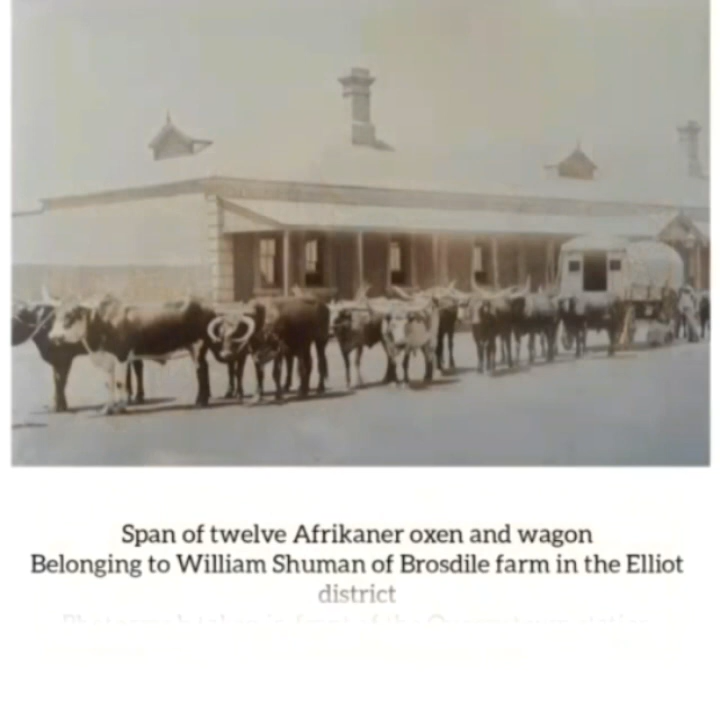 Span of twelve Afrikaner oxen and wagon
Belonging to William Shuman of Brosdile farm in the Elliot
district